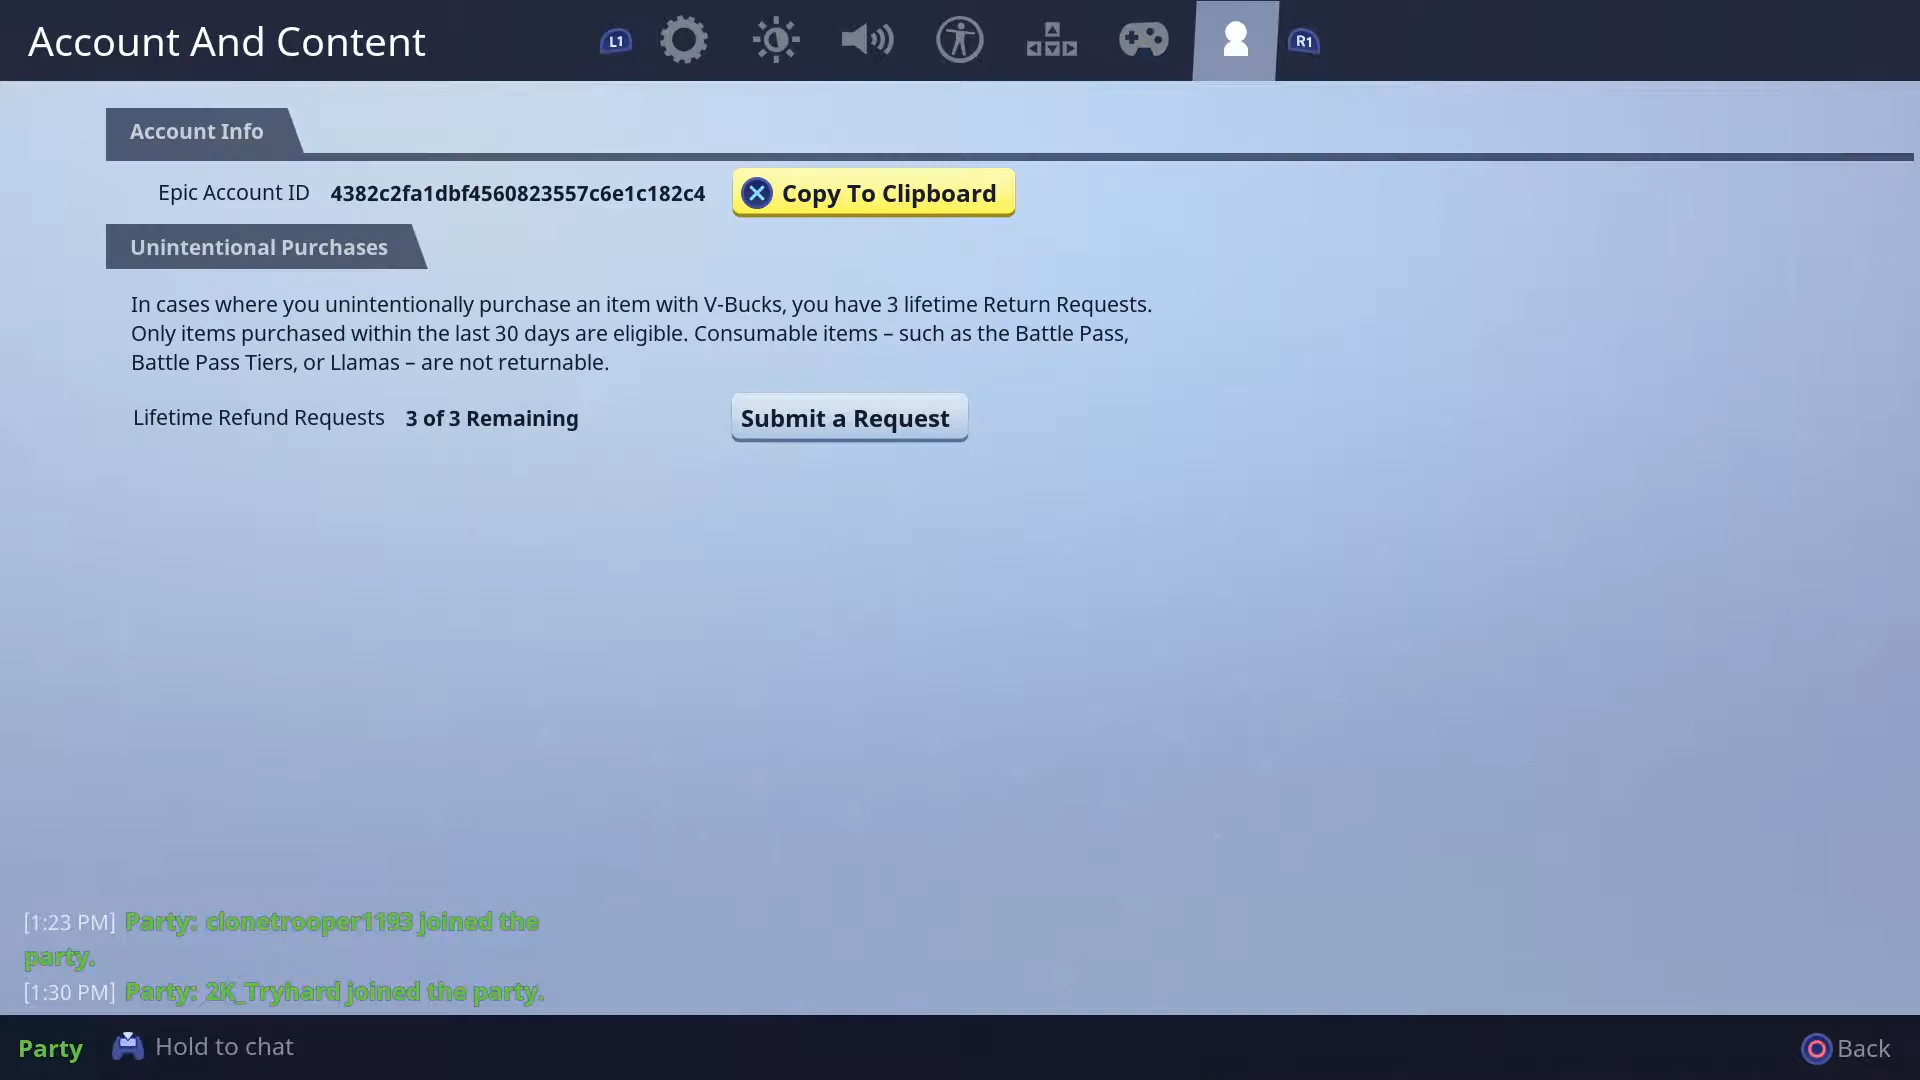 Account And Content
L1
R1
Account Info
Epic Account ID 4382c2fa1dbf4560823557c6e1c182c4 Copy To Clipboard
Unintentional Purchases
In cases where you unintentionally purchase an item with V-Bucks, you have 3 lifetime Return Requests.
Only items purchased within the last 30 days are eligible. Consumable items – such as the Battle Pass,
Battle Pass Tiers, or Llamas – are not returnable.
Lifetime Refund Requests 3 of 3 Remaining Submit a Request
[1:23 PM] Party: clonetrooper1193 joined the
party.
[1:30 PM] Party: 2K_Tryhard joined the party.
Party Hold to chat
Back